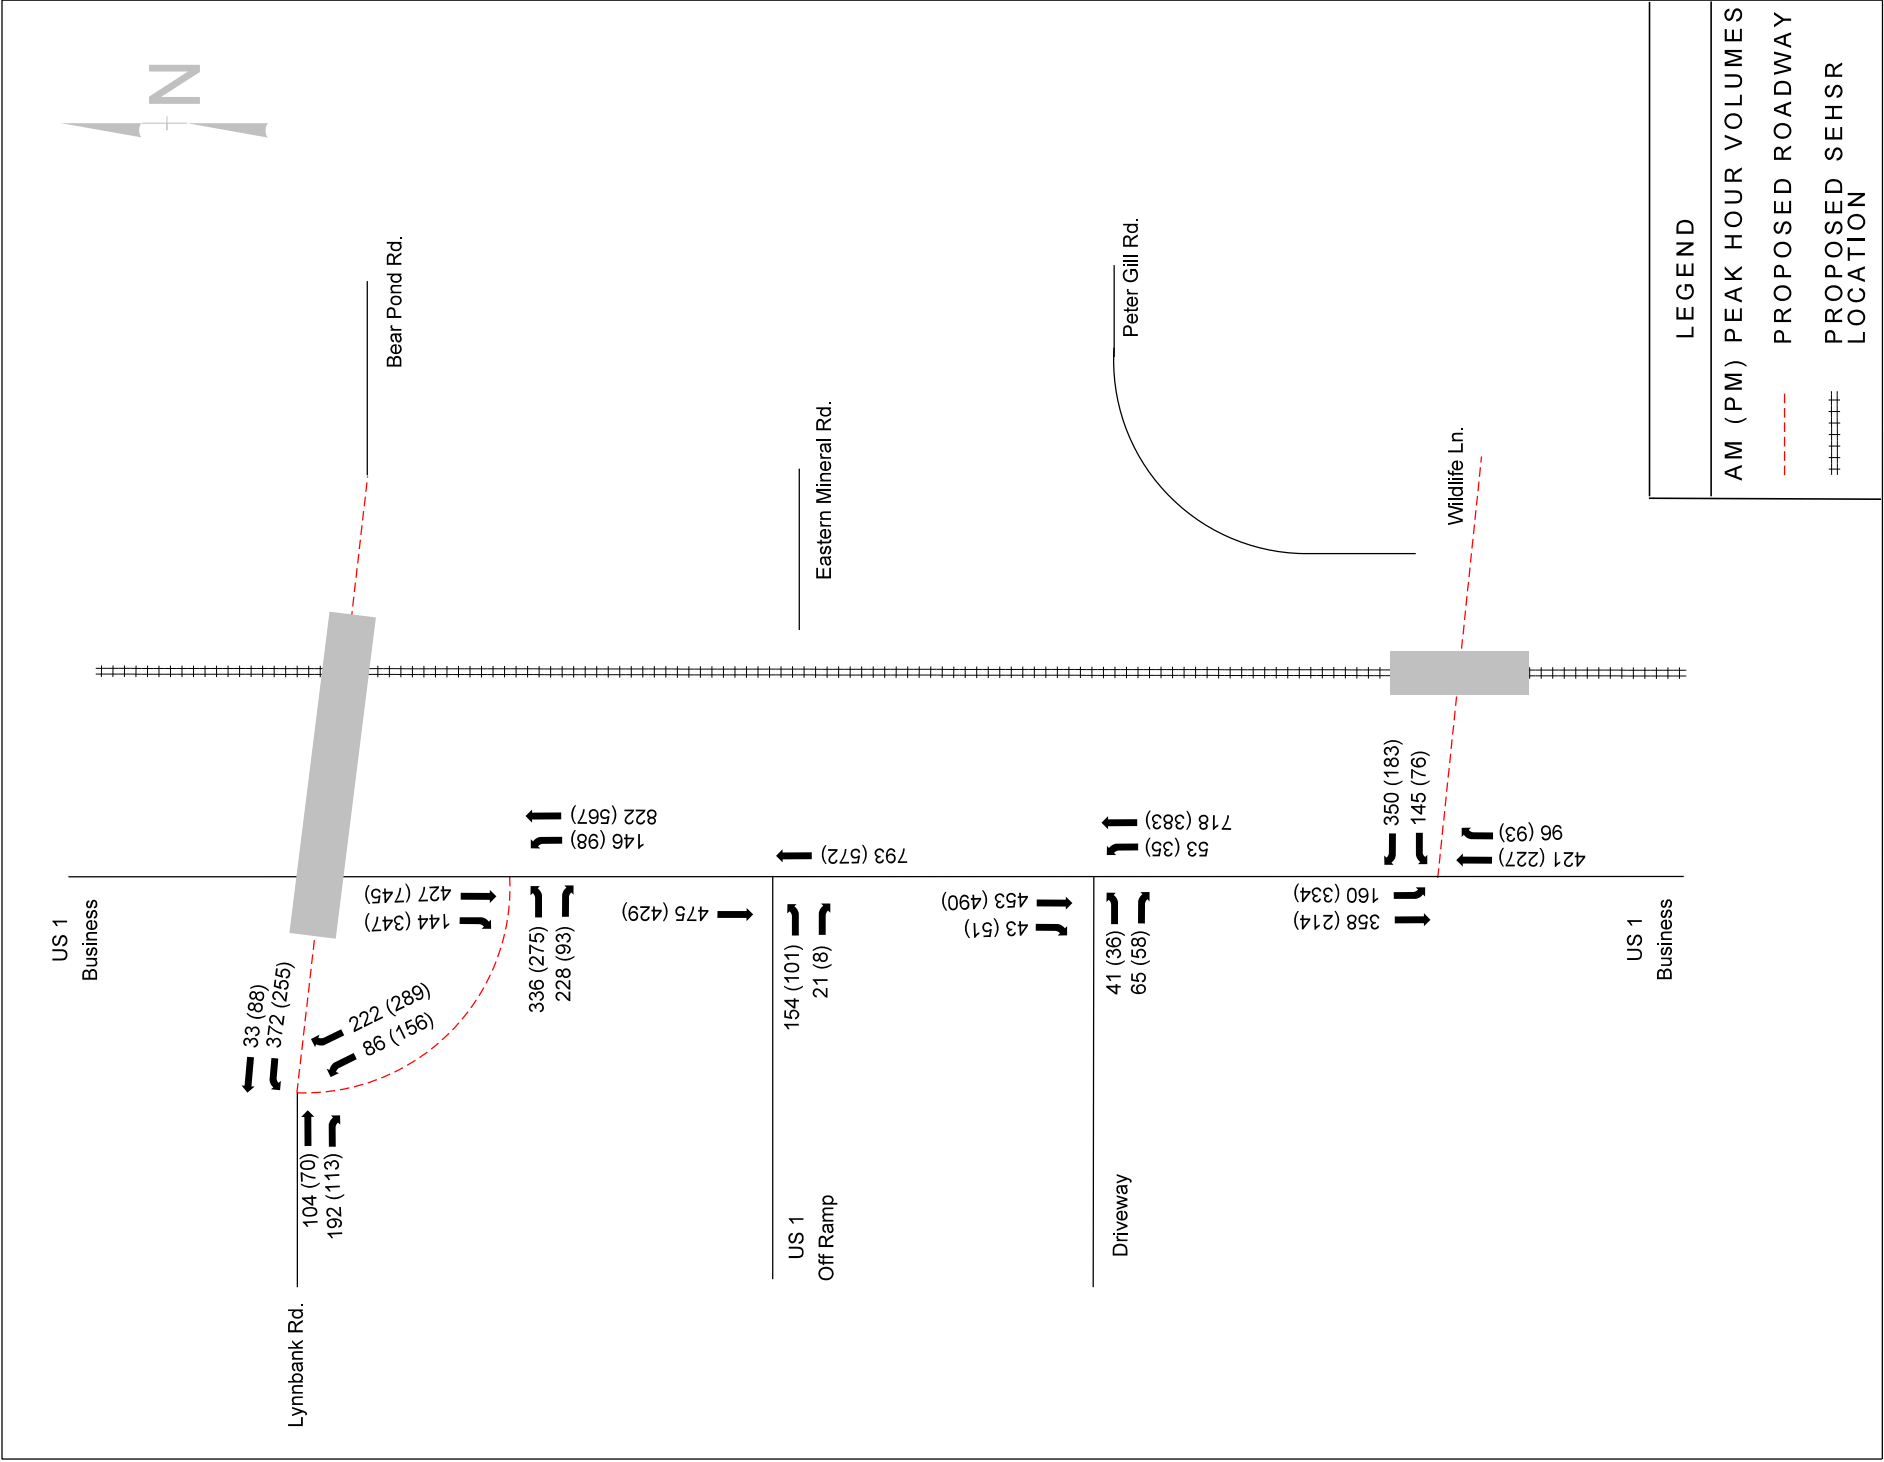 N
Bear Pond Rd.
Eastern Mineral Rd.
Peter Gill Rd.
Wildlife Ln.
US 1
Business
427 (745)
144 (347)
822 (567)
146 (98)
336 (275)
228 (93)
33 (88)
372 (255)
222 (289)
86 (156)
104 (70)
192 (113)
Lynnbank Rd.
475 (429)
793 (572)
154 (101)
21 (8)
US 1
Off Ramp
453 (490)
43 (51)
718 (383)
53 (35)
41 (36)
65 (58)
Driveway
350 (183)
145 (76)
160 (334)
358 (214)
96 (93)
421 (227)
US 1
Business
LEGEND
AM (PM) PEAK HOUR VOLUMES
PROPOSED ROADWAY
PROPOSED SEHSR
LOCATION